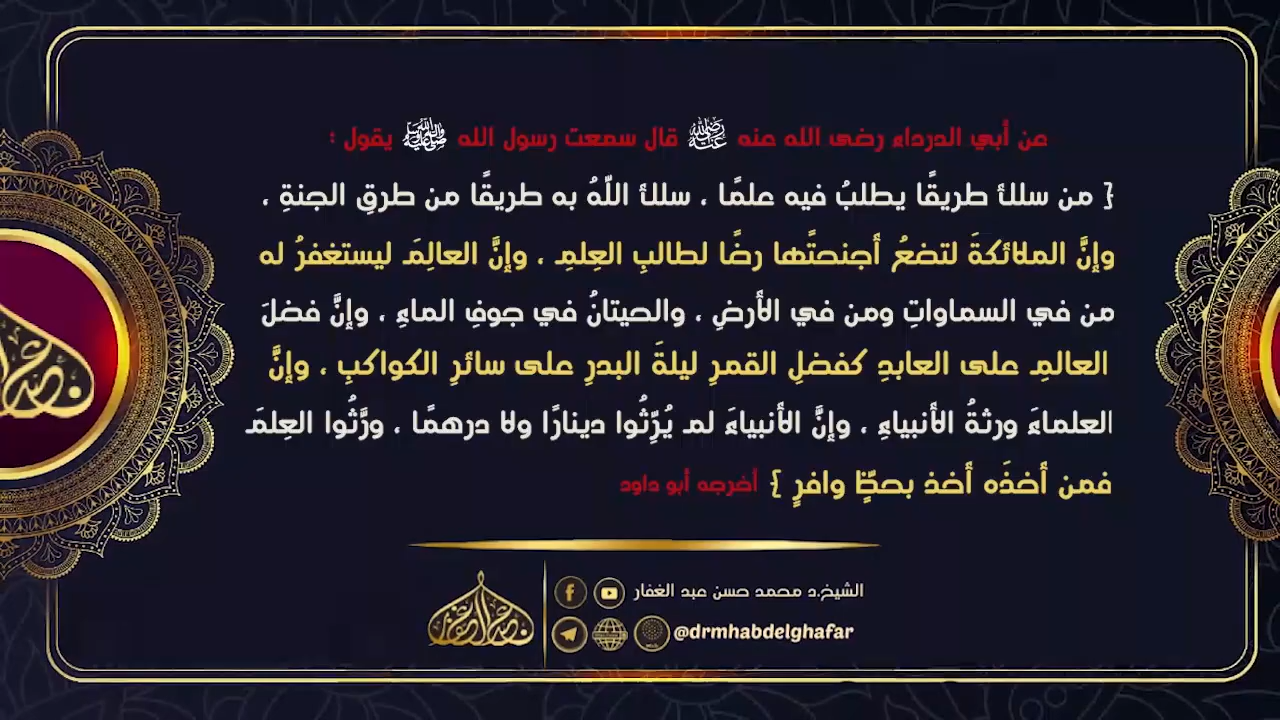 عن أبي الدرداء رضى الله عنه رضي الله عنه قال سمعت رسول الله ﷺ يقول :
{ من سلك طريقًا يطلبُ فيه علمًا ، سلك اللّهُ به طريقًا من طرقِ الجنةِ ،
وإنَّ الملائكةَ لتضعُ أجنحتَها رضًا لطالبِ العِلمِ ، وإنَّ العالِمَ ليستغفرُ له
من في السماواتِ ومن في الأرضِ ، والحيتانُ في جوفِ الماءِ ، وإنَّ فضلَ
العالمِ على العابدِ كفضلِ القمرِ ليلةَ البدرِ على سائرِ الكواكبِ ، وإنَّ
العلماءَ ورثةُ الأنبياءِ ، وإنَّ الأنبياءَ لم يُرِّثُوا دينارًا ولا درهمًا ، ورَّثُوا العِلمَ
فمن أخذَه أخذ بحظٍّ وافرٍ } أخرجه أبو داود
الشيخ.د محمد حسن عبد الغفار
@drmhabdelghafar